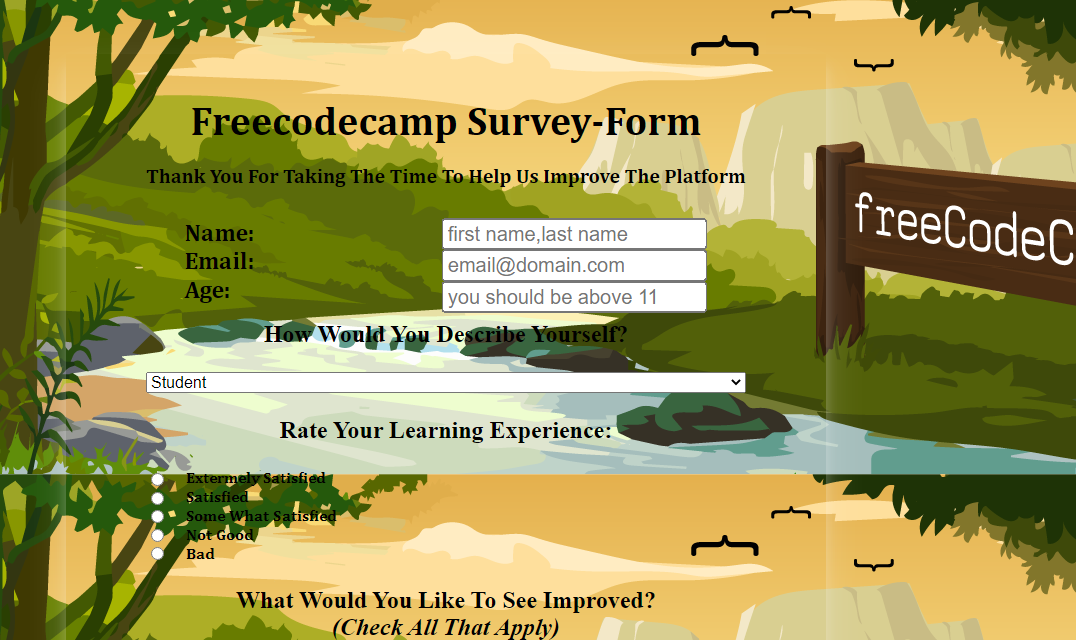 Freecodecamp Survey-Form
Thank You For Taking The Time To Help Us Improve The Platform
freeCodeC
Name:
first name,last name
Email:
email@domain.com
Age:
you should be above 11
How Would You Describe Yourself?
Student
Rate Your Learning Experience:
Extermely Satisfied
Satisfied
Some What Satisfied
Not Good
Bad
What Would You Like To See Improved?
(Check All That Apply)